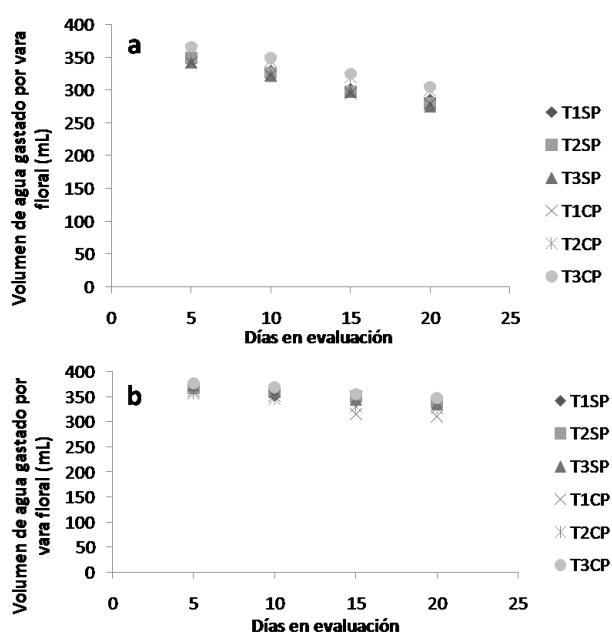 a
Volumen de agua gastado por vara
floral (mL)
400
350
300
250
200
150
100
50
0
0 5 10 15 20 25
Días en evaluación
T1SP
T2SP
T3SP
T1CP
T2CP
T3CP
b
Volumen de agua gastado por
vara floral (mL)
400
350
300
250
200
150
100
50
0
0 5 10 15 20 25
Días en evaluación
T1SP
T2SP
T3SP
T1CP
T2CP
T3CP